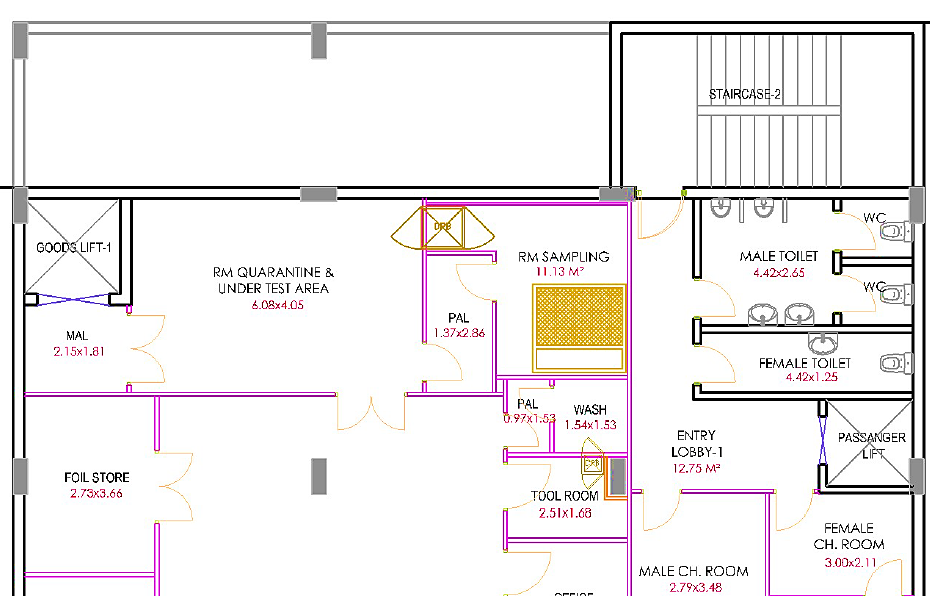 STAIRCASE-2
WC
GOODS LIFT-1
DPB
RM SAMPLING
11.13 M²
MALE TOILET
4.42x2.65
RM QUARANTINE &
UNDER TEST AREA
6.08x4.05
WC
PAL
1.37x2.86
MAL
2.15x1.81
FEMALE TOILET
4.42x1.25
PAL
0.97x1.53
WASH
1.54x1.53
ENTRY
LOBBY-1
12.75 M²
PASSANGER
LIFT
FOIL STORE
2.73x3.66
DPB
TOOL ROOM
2.51x1.68
FEMALE
CH. ROOM
3.00x2.11
MALE CH. ROOM
2.79x3.48
OFFICE